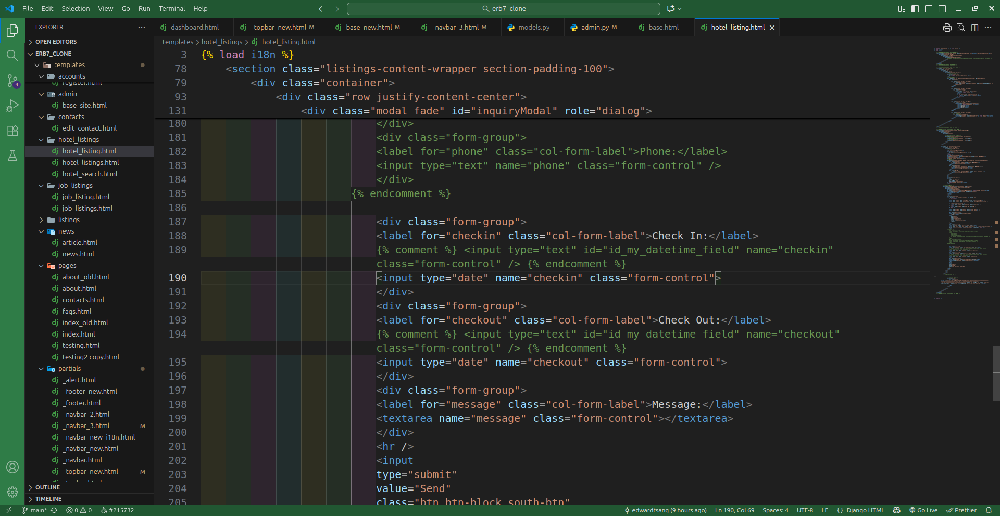 File Edit Selection View Go Run Terminal Help
erb7_clone
EXPLORER
OPEN EDITORS
ERB7_CLONE
templates
accounts
register.html
admin
base_site.html
contacts
edit_contact.html
hotel_listings
hotel_listing.html
hotel_listings.html
hotel_search.html
job_listings
job_listing.html
job_listings.html
listings
news
article.html
news.html
pages
about_old.html
about.html
contacts.html
faqs.html
index_old.html
index.html
testing.html
testing2 copy.html
partials
_alert.html
_footer_new.html
_footer.html
_navbar_2.html
_navbar_3.html M
_navbar_new_i18n.html
_navbar_new.html
_navbar.html
_topbar_new.html M
OUTLINE
TIMELINE
dashboard.html _topbar_new.html M base_new.html M _navbar_3.html M models.py admin.py M base.html hotel_listing.html
templates > hotel_listings > hotel_listing.html
3 {% load i18n %}
78 <section class="listings-content-wrapper section-padding-100">
79 <div class="container">
93 <div class="row justify-content-center">
131 <div class="modal fade" id="inquiryModal" role="dialog">
180 </div>
181 <div class="form-group">
182 <label for="phone" class="col-form-label">Phone:</label>
183 <input type="text" name="phone" class="form-control" />
184 </div>
185 {% endcomment %}
186
187 <div class="form-group">
188 <label for="checkin" class="col-form-label">Check In:</label>
189 {% comment %} <input type="text" id="id_my_datetime_field" name="checkin"
class="form-control" /> {% endcomment %}
190 <input type="date" name="checkin" class="form-control">
191 </div>
192 <div class="form-group">
193 <label for="checkout" class="col-form-label">Check Out:</label>
194 {% comment %} <input type="text" id="id_my_datetime_field" name="checkout"
class="form-control" /> {% endcomment %}
195 <input type="date" name="checkout" class="form-control">
196 </div>
197 <div class="form-group">
198 <label for="message" class="col-form-label">Message:</label>
199 <textarea name="message" class="form-control"></textarea>
200 </div>
201 <hr />
202 <input
203 type="submit"
204 value="Send"
205 class="btn btn-block south-btn"
4
main* 0 0 #215732 edwardtsang (9 hours ago) Ln 190, Col 69 Spaces: 4 UTF-8 LF {} Django HTML Go Live Prettier